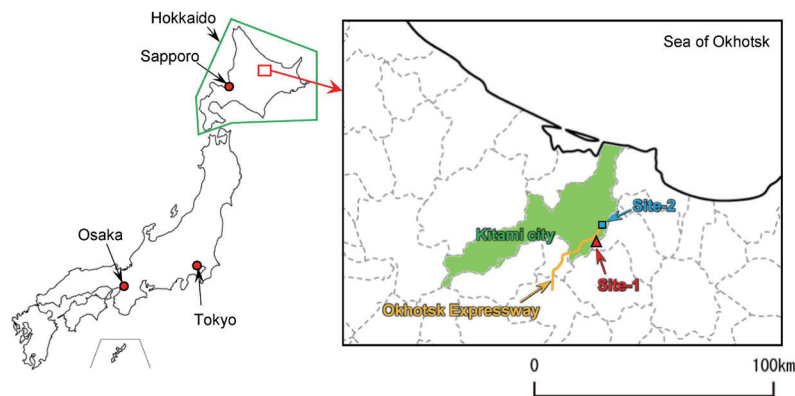 Hokkaido
Sapporo
Osaka
Tokyo
Sea of Okhotsk
Site-2
Kitami city
Site-1
Okhotsk Expressway
0
100km